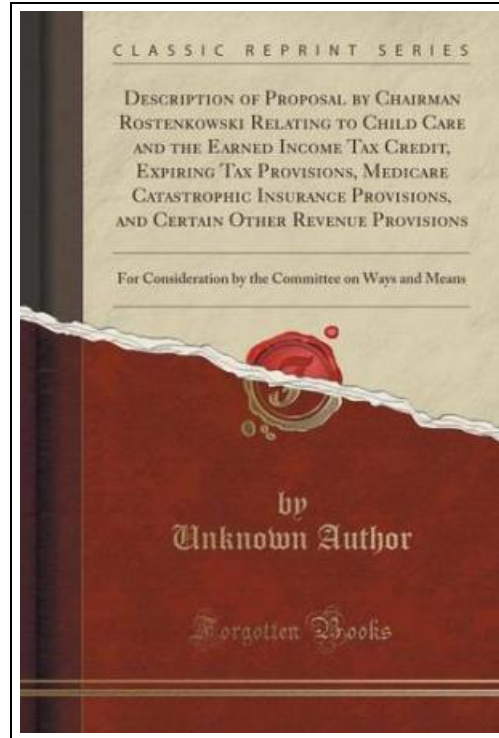 CLASSIC REPRINT SERIES
DESCRIPTION OF PROPOSAL BY CHAIRMAN
ROSTENKOWSKI RELATING TO CHILD CARE
AND THE EARNED INCOME TAX CREDIT,
EXPIRING TAX PROVISIONS, MEDICARE
CATASTROPHIC INSURANCE PROVISIONS,
AND CERTAIN OTHER REVENUE PROVISIONS
For Consideration by the Committee on Ways and Means
by
Unknown Author
Forgotten Books